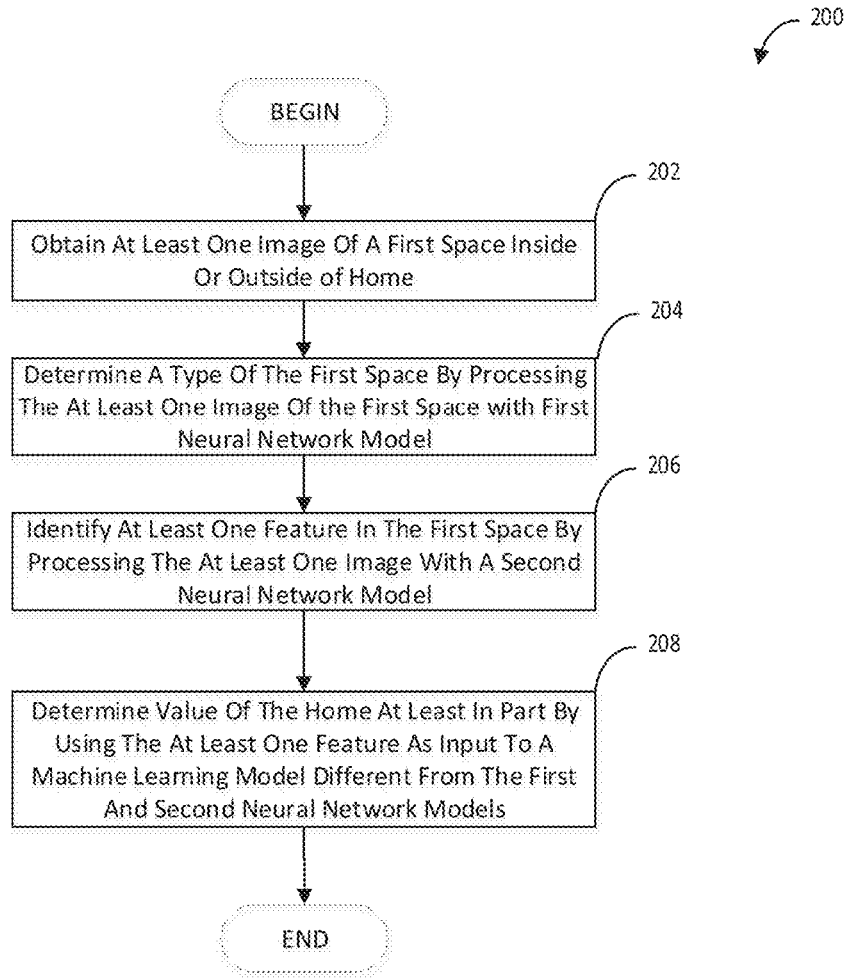 200
BEGIN
202
Obtain At Least One Image Of A First Space Inside
Or Outside of Home
204
Determine A Type Of The First Space By Processing
The At Least One Image Of the First Space with First
Neural Network Model
206
Identify At Least One Feature In The First Space By
Processing The At Least One Image With A Second
Neural Network Model
208
Determine Value Of The Home At Least In Part By
Using The At Least One Feature As Input To A
Machine Learning Model Different From The First
And Second Neural Network Models
END